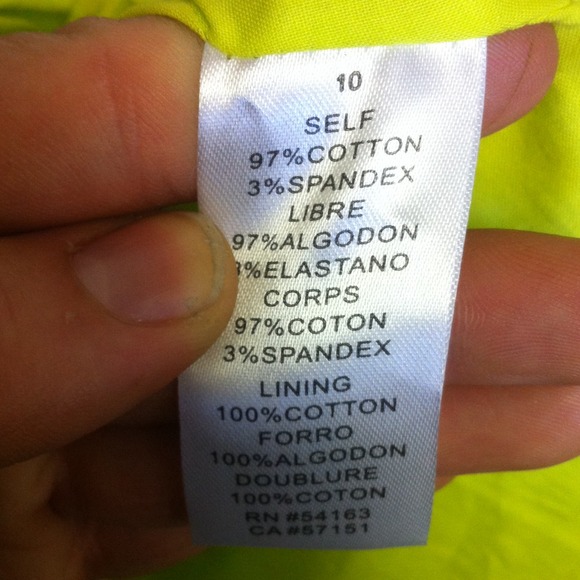 10
SELF
97%COTTON
3%SPANDEX
LIBRE
97%ALGODON
3%ELASTANO
CORPS
97%COTON
3%SPANDEX
LINING
100%COTTON
FORRO
100%ALGODON
DOUBLURE
100%COTON
RN #54163
CA #57151